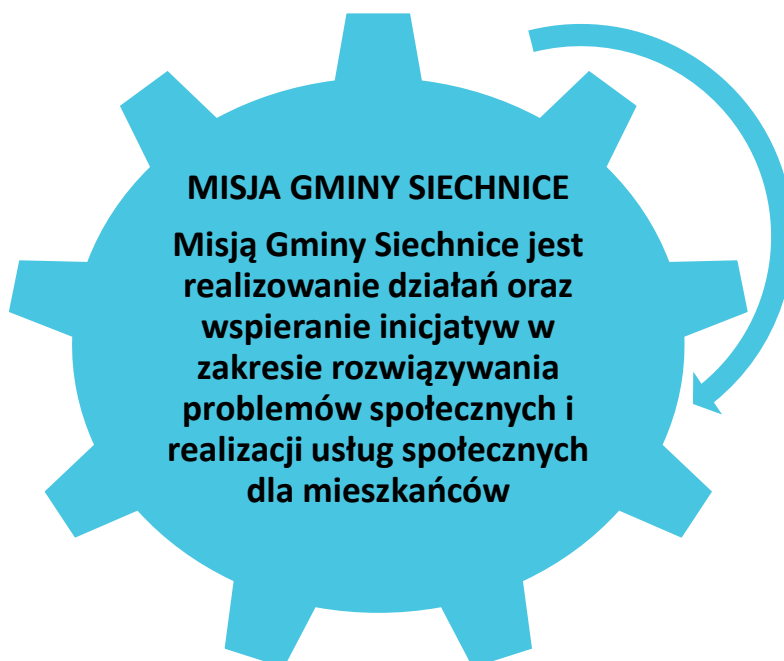 MISJA GMINY SIECHNICE
Misją Gminy Siechnice jest
realizowanie działań oraz
wspieranie inicjatyw w
zakresie rozwiązywania
problemów społecznych i
realizacji usług społecznych
dla mieszkańców